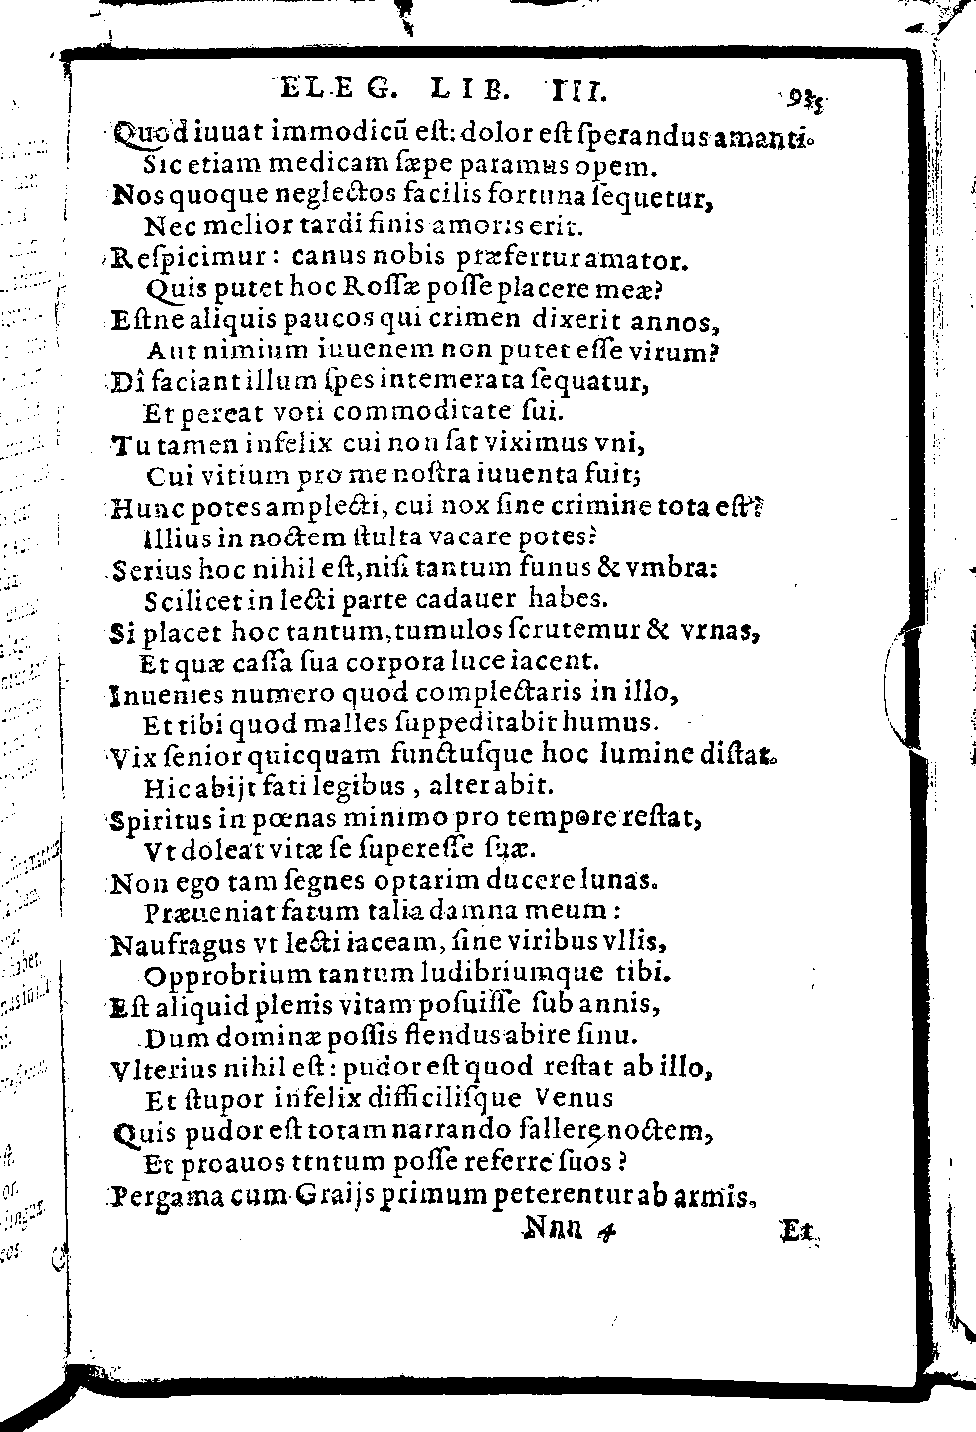 ELEG. LIB. III. 935
Quod iuuat immodicũ eſt: dolor eſt ſperandus amanti.
Sic etiam medicam ſæpe paramus opem.
Nos quoque neglectos facilis fortuna ſequetur,
Nec melior tardi finis amoris erit.
Reſpicimur: canus nobis præfertur amator.
Quis putet hoc Roſſæ poſſe placere meæ?
Eſtne aliquis paucos qui crimen dixerit annos,
Aut nimium iuuenem non putet eſſe virum?
Dî faciant illum ſpes intemerata ſequatur,
Et pereat voti commoditate ſui.
Tu tamen infelix cui non ſat viximus vni,
Cui vitium pro me noſtra iuuenta fuit;
Hunc potes amplecti, cui nox ſine crimine tota eſt?
Illius in noctem ſtulta vacare potes?
Serius hoc nihil eſt, niſi tantum funus & vmbra:
Scilicet in lecti parte cadauer habes.
Si placet hoc tantum, tumulos ſcrutemur & vrnas,
Et quæ caſſa ſua corpora luce iacent.
Inuenies numero quod complectaris in illo,
Et tibi quod malles ſuppeditabit humus.
Vix ſenior quicquam functuſque hoc lumine diſtat.
Hic abijt fati legibus, alter abit.
Spiritus in pœnas minimo pro tempore reſtat,
Vt doleat vitæ ſe ſupereſſe ſuæ.
Non ego tam ſegnes optarim ducere lunas.
Præueniat fatum talia damna meum:
Naufragus vt lecti iaceam, ſine viribus vllis,
Opprobrium tantum ludibriumque tibi.
Eſt aliquid plenis vitam poſuiſſe ſub annis,
Dum dominæ poſſis flendus abire ſinu.
Vlterius nihil eſt: pudor eſt quod reſtat ab illo,
Et ſtupor infelix difficiliſque Venus
Quis pudor eſt totam narrando fallere noctem,
Et proauos ttntum poſſe referre ſuos?
Pergama cum Graijs primum peterentur ab armis,
Nnn 4 Et